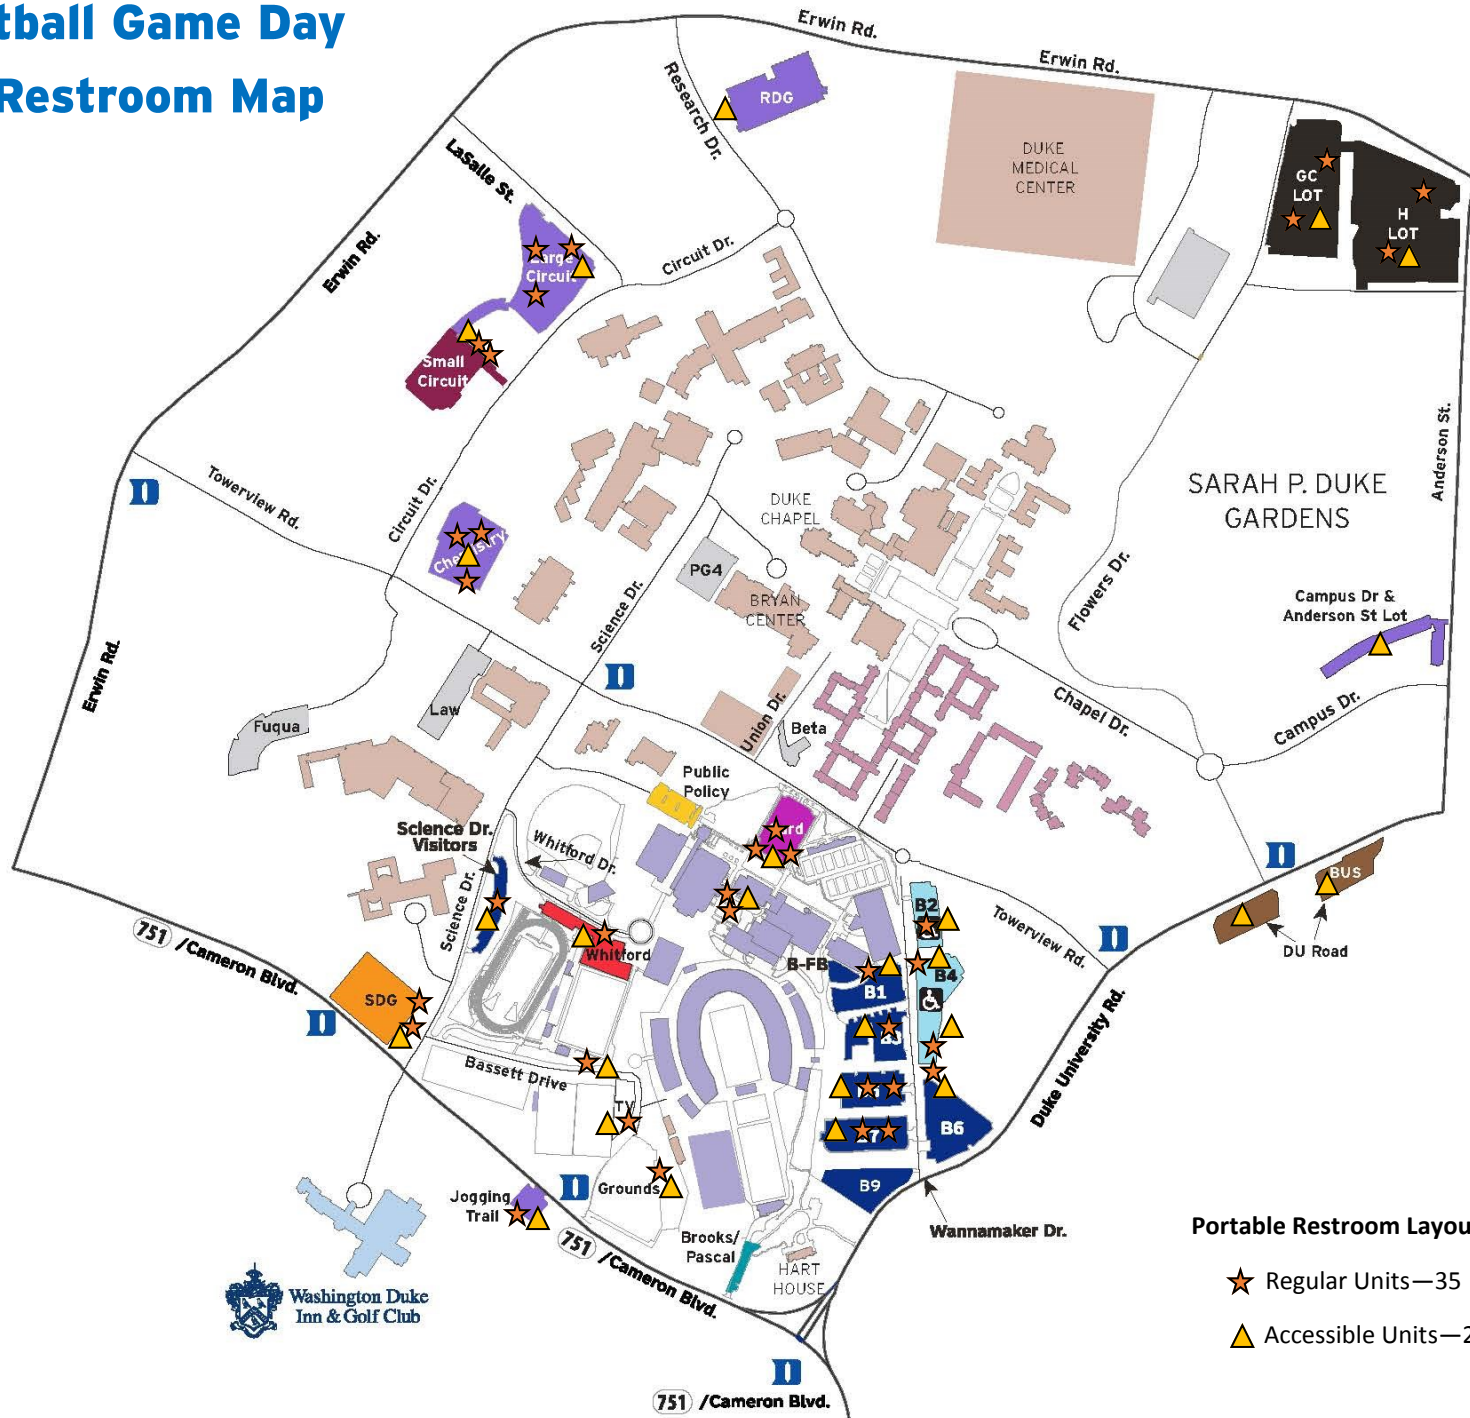 tball Game Day
Restroom Map
Erwin Rd.
Erwin Rd.
Research Dr.
RDG
DUKE
MEDICAL
CENTER
GC
LOT
H
LOT
LaSalle St.
Erwin Rd.
Circuit Dr.
Large
Circuit
Small
Circuit
Anderson St.
SARAH P. DUKE
GARDENS
Towerview Rd.
Circuit Dr.
Chemistry
DUKE
CHAPEL
PG4
BRYAN
CENTER
Science Dr.
Flowers Dr.
Campus Dr &
Anderson St Lot
Erwin Rd.
Law
Fuqua
Union Dr.
Beta
Chapel Dr.
Campus Dr.
Public
Policy
Science Dr.
Visitors
Whitford Dr.
rd
BUS
DU Road
Science Dr.
751 /Cameron Blvd.
Whitford
B-FB
B2
B4
B1
B3
Towerview Rd.
SDG
Bassett Drive
TV
Duke University Rd.
B7
B6
B9
Grounds
Jogging
Trail
Wannamaker Dr.
751 /Cameron Blvd.
Brooks/
Pascal
HART
HOUSE
Washington Duke
Inn & Golf Club
Portable Restroom Layou
Regular Units—35
Accessible Units—2
751 /Cameron Blvd.